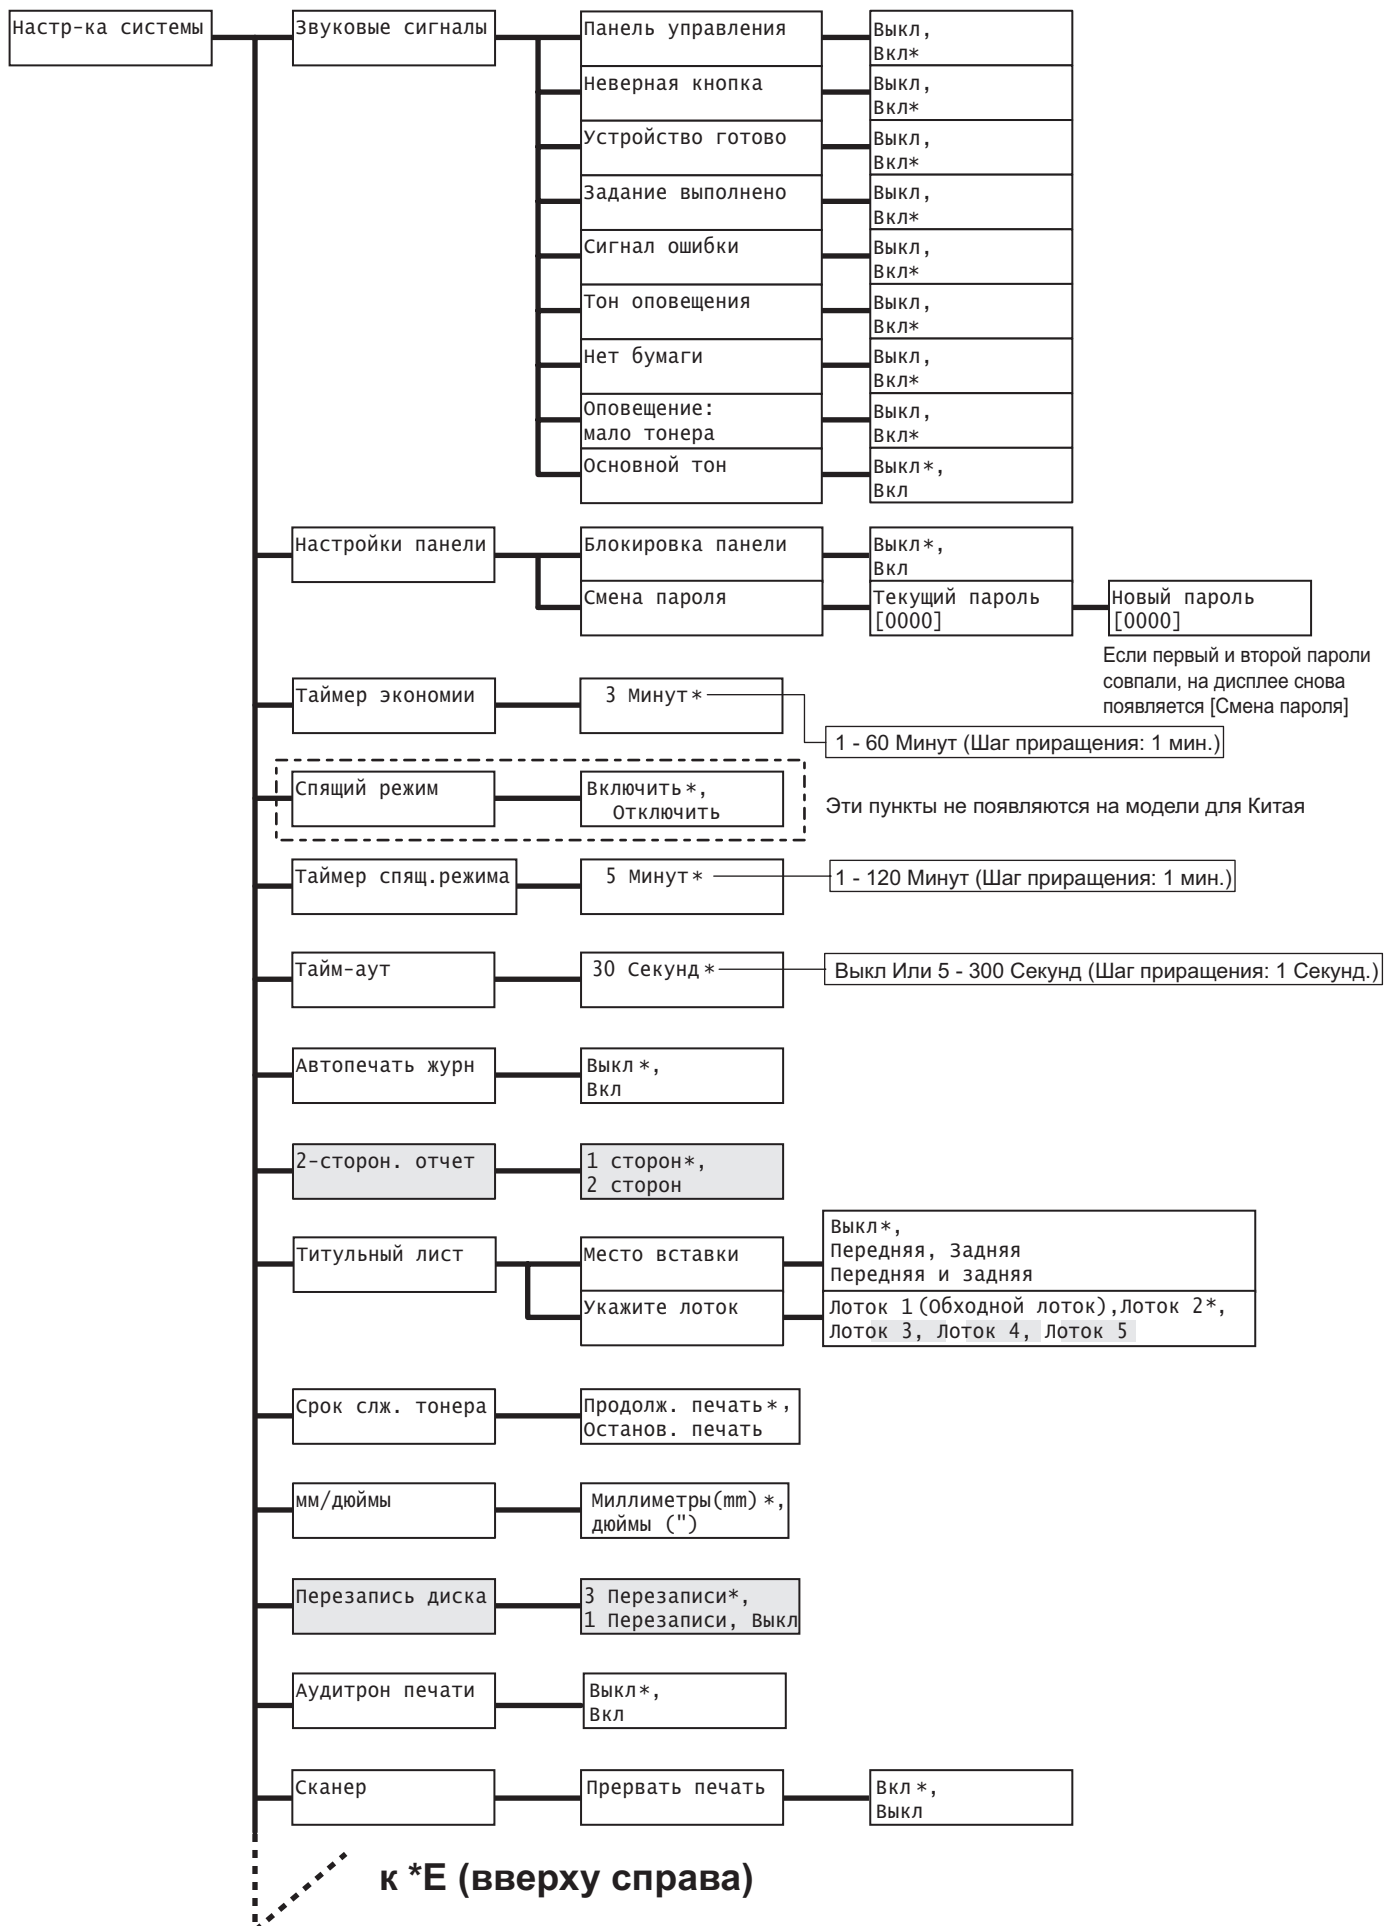 Настр-ка системы
Звуковые сигналы
Панель управления
Выкл,
Вкл*
Неверная кнопка
Выкл,
Вкл*
Устройство готово
Выкл,
Вкл*
Задание выполнено
Выкл,
Вкл*
Сигнал ошибки
Выкл,
Вкл*
Тон оповещения
Выкл,
Вкл*
Нет бумаги
Выкл,
Вкл*
Оповещение:
мало тонера
Выкл,
Вкл*
Основной тон
Выкл*,
Вкл
Настройки панели
Блокировка панели
Выкл*,
Вкл
Смена пароля
Текущий пароль
[0000]
Новый пароль
[0000]
Если первый и второй пароли
совпали, на дисплее снова
появляется [Смена пароля]
Таймер экономии
3 Минут*
1 - 60 Минут (Шаг приращения: 1 мин.)
Спящий режим
Включить*,
Отключить
Эти пункты не появляются на модели для Китая
Таймер спящ.режима
5 Минут*
1 - 120 Минут (Шаг приращения: 1 мин.)
Тайм-аут
30 Секунд*
Выкл Или 5 - 300 Секунд (Шаг приращения: 1 Секунд.)
Автопечать журн
Выкл*,
Вкл
2-сторон. отчет
1 сторон*,
2 сторон
Титульный лист
Место вставки
Выкл*,
Передняя, Задняя
Передняя и задняя
Укажите лоток
Лоток 1(Обходной лоток),Лоток 2*,
Лоток 3, Лоток 4, Лоток 5
Срок слж. тонера
Продолж. печать*,
Останов. печать
мм/дюймы
Миллиметры(mm)*,
дюймы (")
Перезапись диска
3 Перезаписи*,
1 Перезаписи, Выкл
Аудитрон печати
Выкл*,
Вкл
Сканер
Прервать печать
Вкл*,
Выкл
к *E (вверху справа)